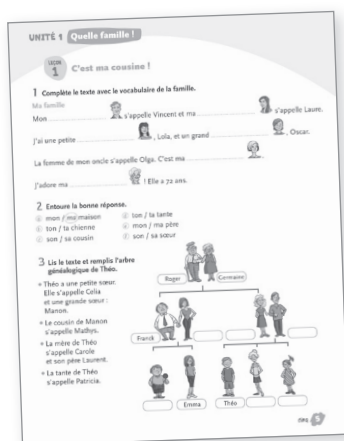 UNITÉ 1 Quelle famille !
LEÇON 1 C'est ma cousine !
1 Complète le texte avec le vocabulaire de la famille.
Ma famille
Mon ........ s'appelle Vincent et ma ........ s'appelle Laure.
J'ai une petite ........ , Lola, et un grand ........ , Oscar.
La femme de mon oncle s'appelle Olga. C'est ma ........
J'adore ma ........ ! Elle a 72 ans.
2 Entoure la bonne réponse.
a mon / ma maison d ton / ta tante
b ton / ta chienne e mon / ma père
c son / sa cousin f son / sa sœur
3 Lis le texte et remplis l'arbre
généalogique de Théo.
• Théo a une petite sœur.
Elle s'appelle Celia
et une grande sœur :
Manon.
• Le cousin de Manon
s'appelle Mathys.
• La mère de Théo
s'appelle Carole
et son père Laurent.
• La tante de Théo
s'appelle Patricia.
Roger Germaine
Franck
Emma Théo
cinq 5